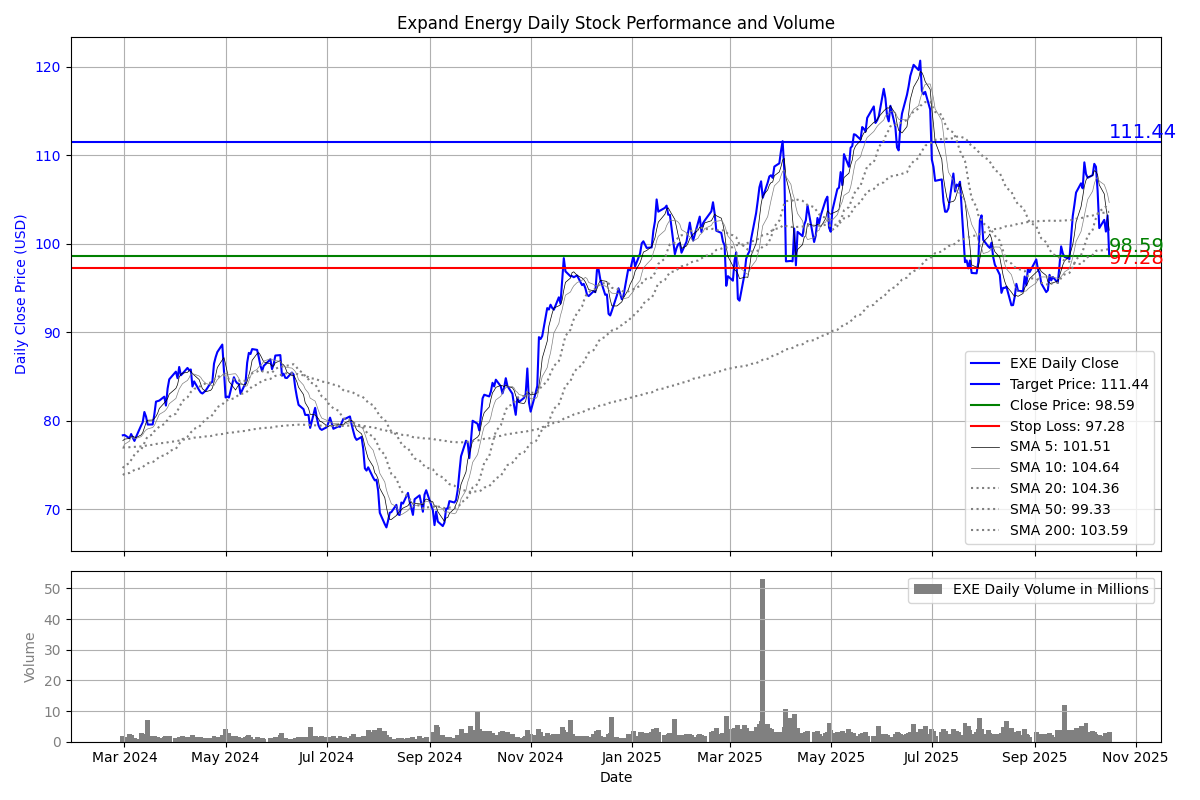 Expand Energy Daily Stock Performance and Volume
Daily Close Price (USD)
120
110
100
90
80
70
111.44
98.59
97.28
EXE Daily Close
Target Price: 111.44
Close Price: 98.59
Stop Loss: 97.28
SMA 5: 101.51
SMA 10: 104.64
SMA 20: 104.36
SMA 50: 99.33
SMA 200: 103.59
Volume
50
40
30
20
10
0
EXE Daily Volume in Millions
Mar 2024 May 2024 Jul 2024 Sep 2024 Nov 2024 Jan 2025 Mar 2025 May 2025 Jul 2025 Sep 2025 Nov 2025
Date